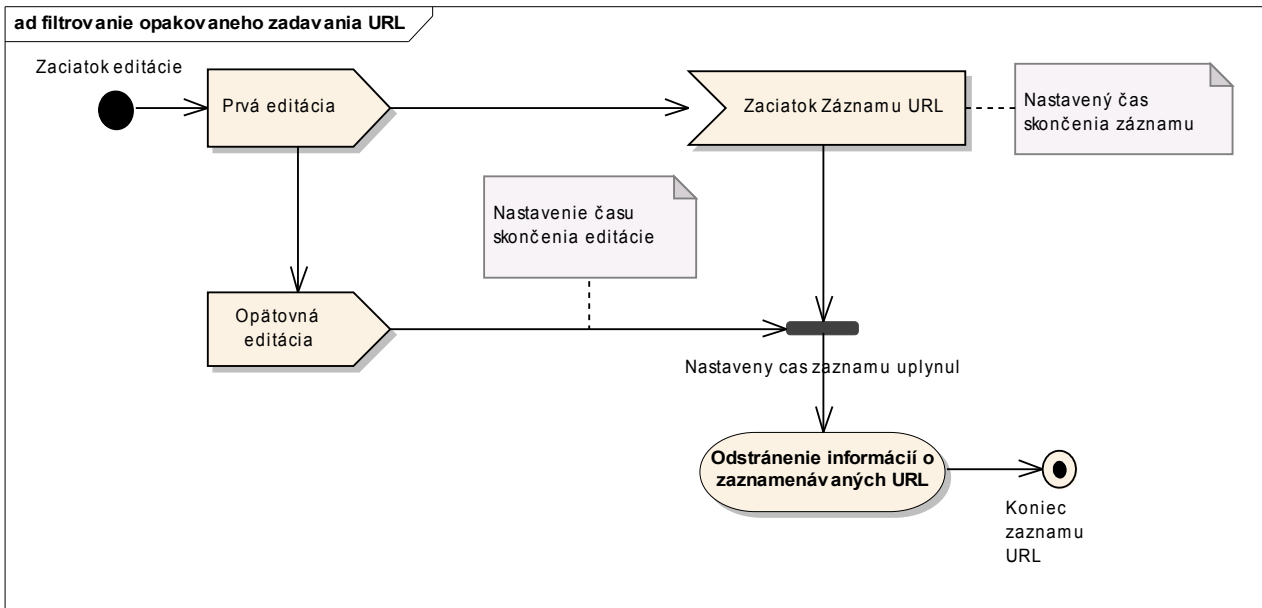 ad filtrovanie opakovaneho zadavania URL
Zaciatok editácie
Prvá editácia
Zaciatok Záznamu URL
Nastavený čas
skončenia záznamu
Nastavenie času
skončenia editácie
Opätovná
editácia
Nastaveny cas zaznamu uplynul
Odstránenie informácií o
zaznamenávaných URL
Koniec
zaznamu
URL